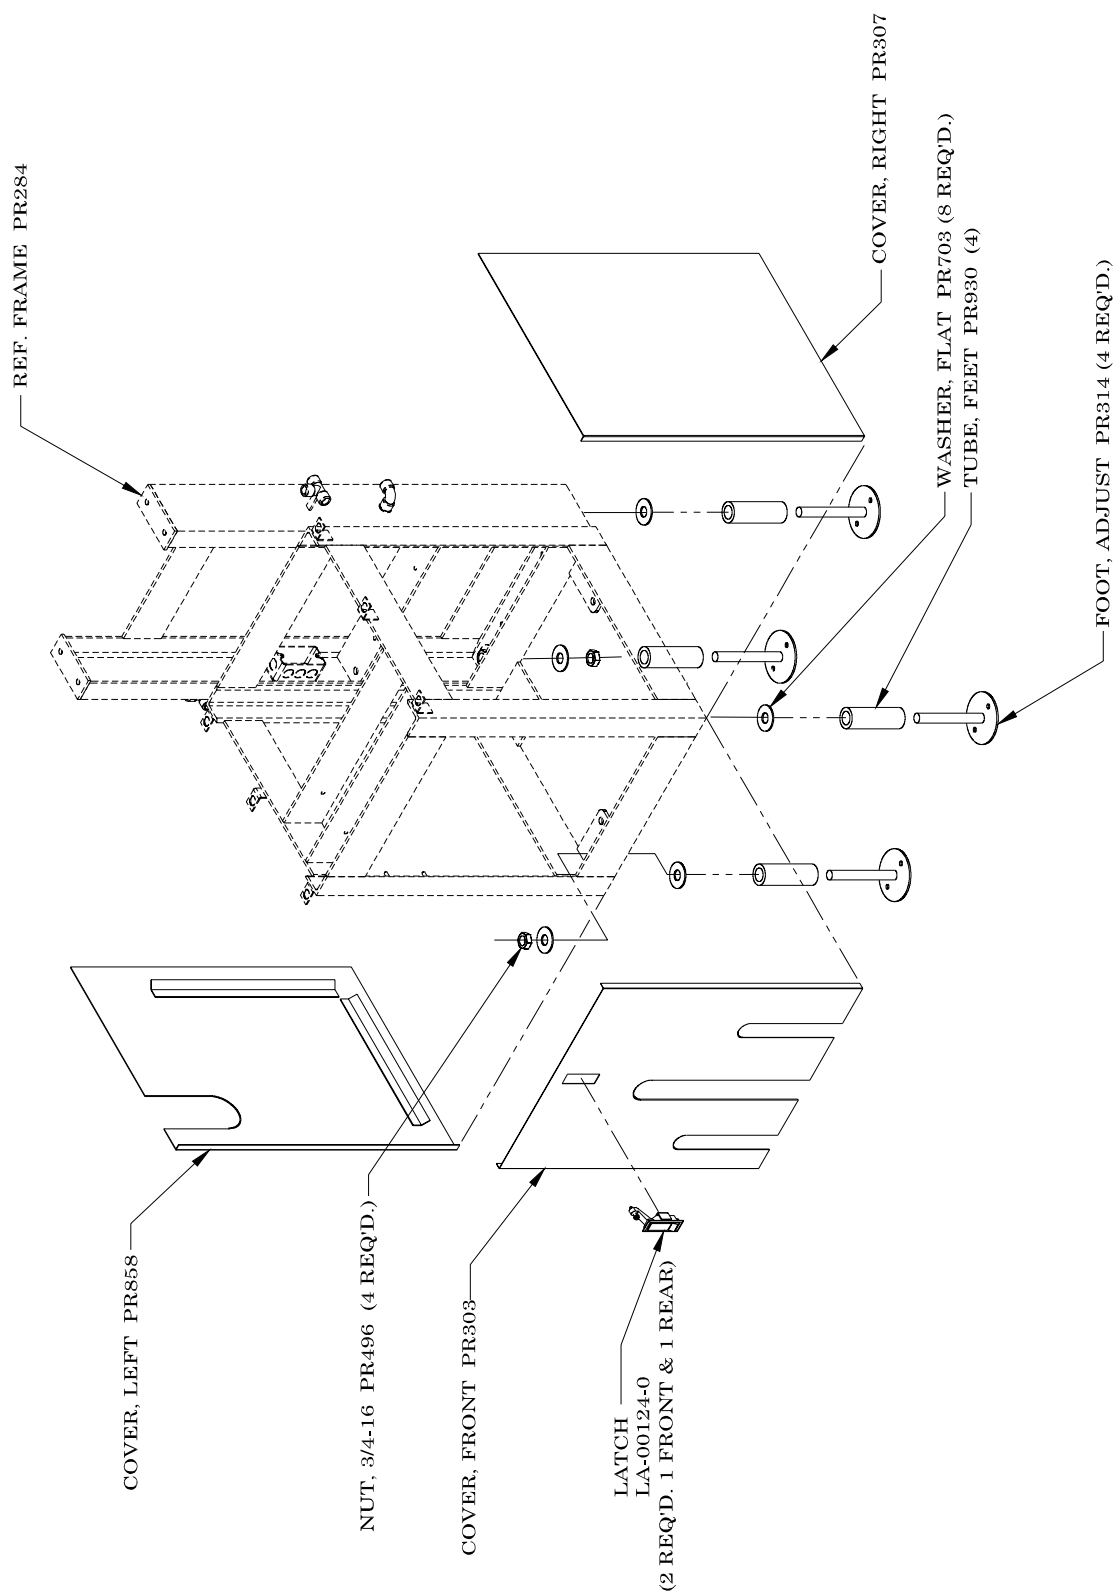 REF. FRAME  PR284
COVER, LEFT  PR858
NUT, 3/4-16  PR496  (4 REQ'D.)
COVER, FRONT  PR303
LATCH
LA-00124-0
(2 REQ'D. 1 FRONT & 1 REAR)
COVER, RIGHT  PR307
WASHER, FLAT  PR703 (8 REQ'D.)
TUBE, FEET  PR930  (4)
FOOT, ADJUST  PR314 (4 REQ'D.)